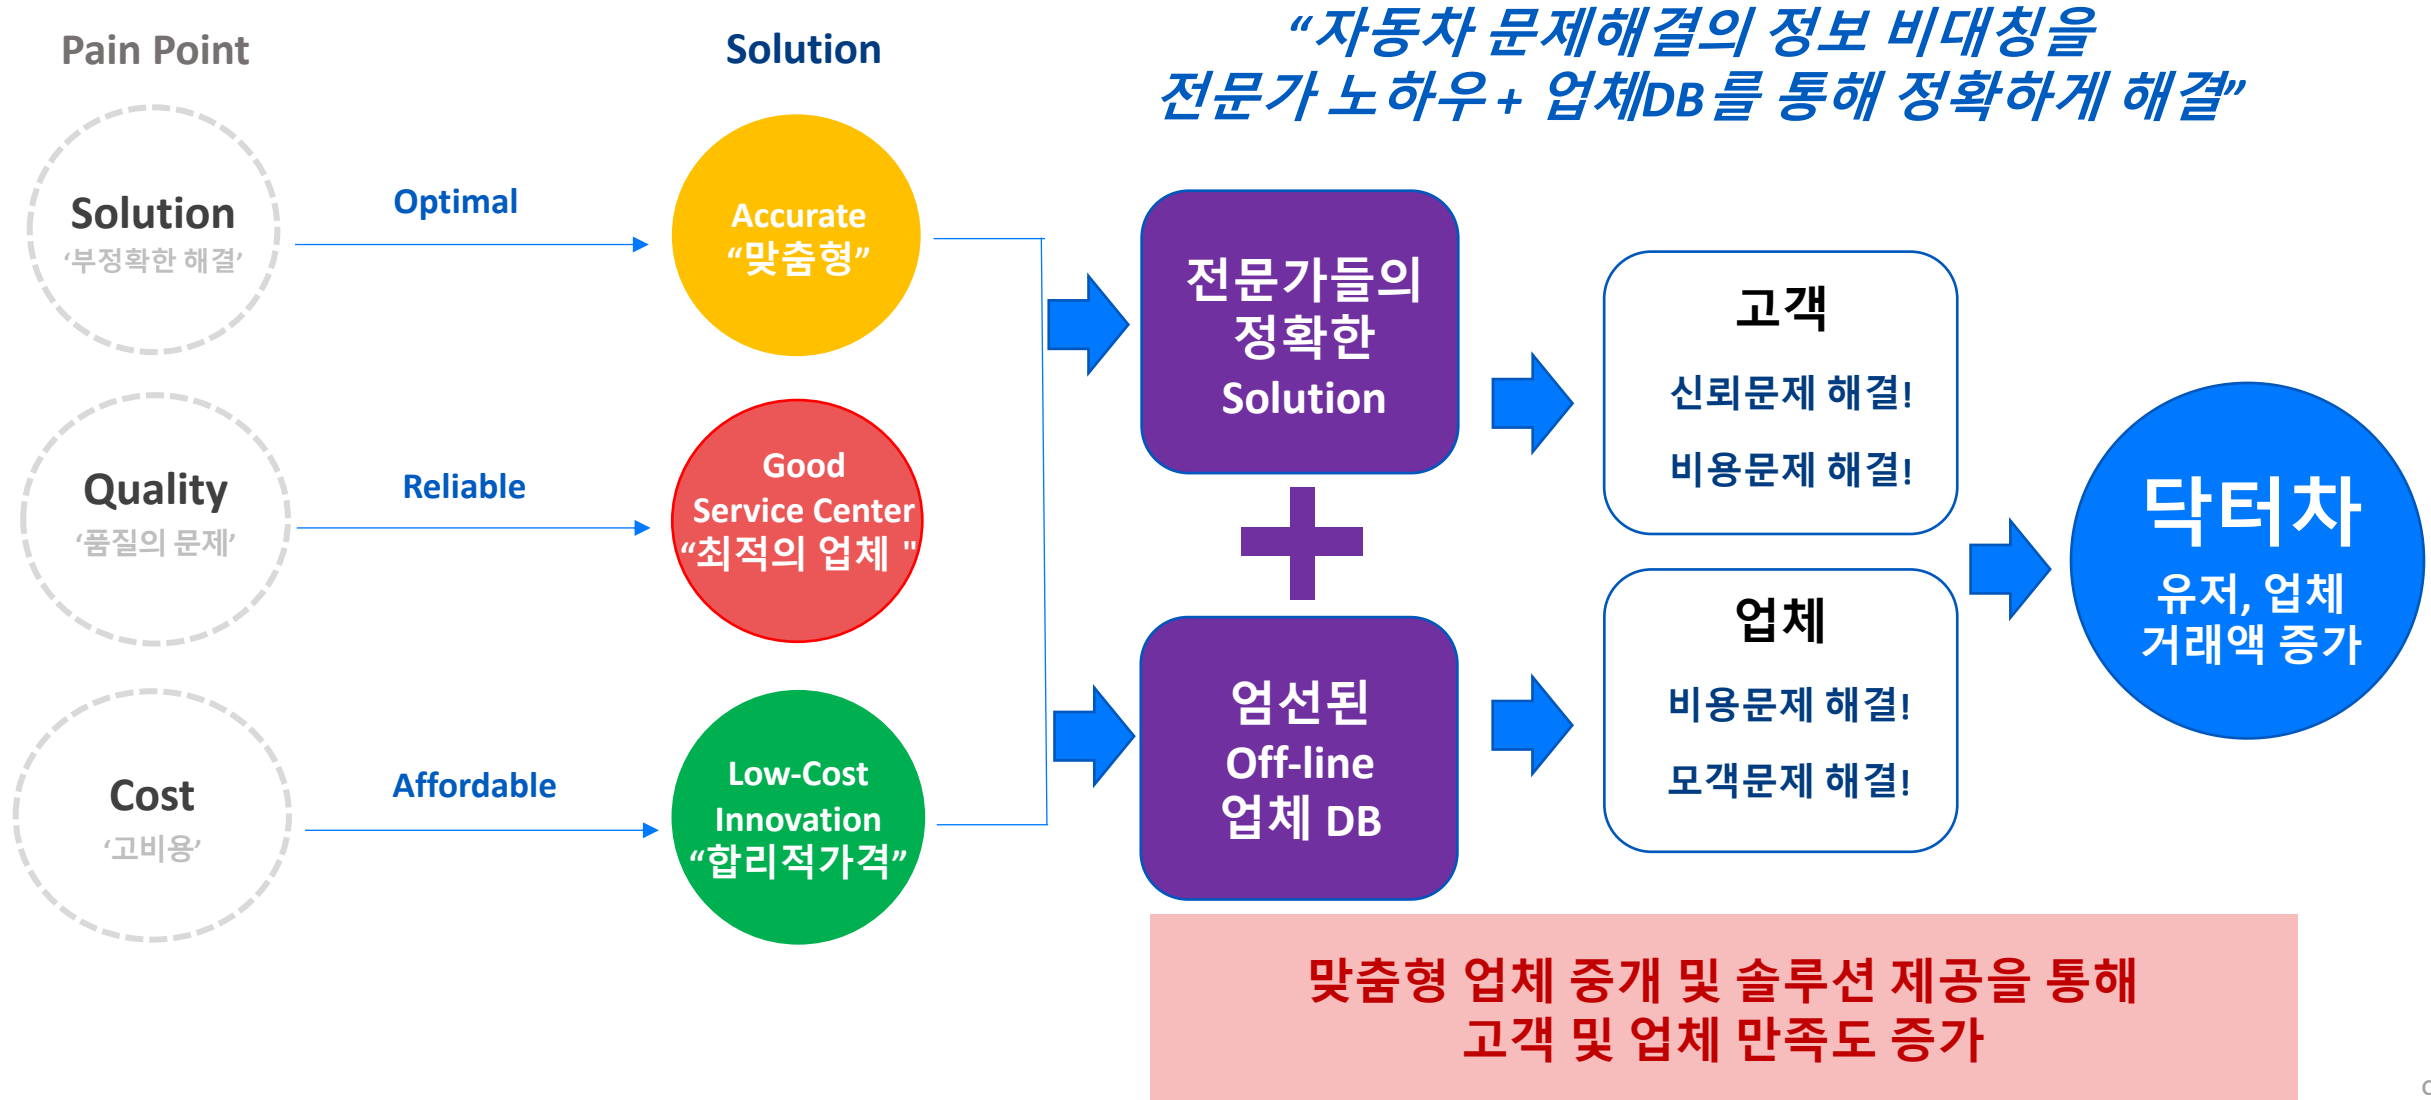 Pain Point
Solution
“자동차 문제해결의 정보 비대칭을
전문가 노하우+ 업체DB를 통해 정확하게 해결”
Solution
‘부정확한 해결’
Optimal
Accurate
“맞춤형”
Quality
‘품질의 문제’
Reliable
Good
Service Center
“최적의 업체 "
Cost
‘고비용’
Affordable
Low-Cost
Innovation
“합리적가격”
전문가들의
정확한
Solution
엄선된
Off-line
업체 DB
고객
신뢰문제 해결!
비용문제 해결!
업체
비용문제 해결!
모객문제 해결!
닥터차
유저, 업체
거래액 증가
맞춤형 업체 중개 및 솔루션 제공을 통해
고객 및 업체 만족도 증가